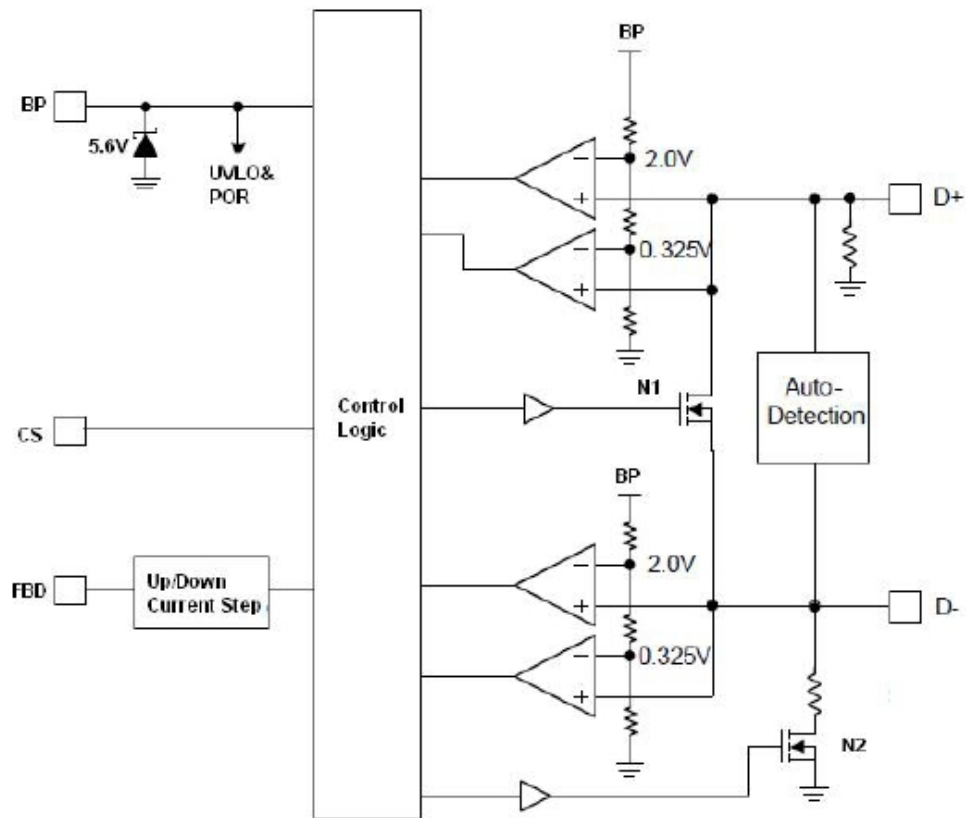 BP
BP
5.6V
UVLO&
POR
2.0V
−
+
D+
0.325V
−
+
N1
Auto-
Detection
Control
Logic
CS
BP
FBD
Up/Down
Current Step
2.0V
−
+
D-
0.325V
−
+
N2